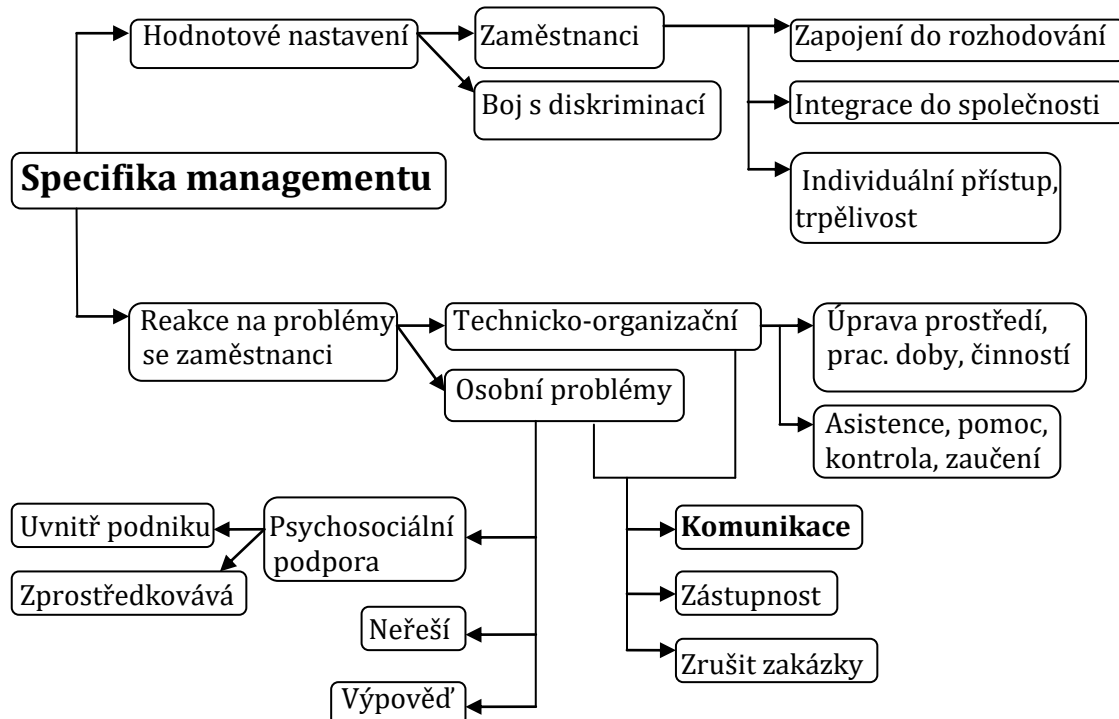 Hodnotové nastavení
Zaměstnanci
Zapojení do rozhodování
Boj s diskriminací
Integrace do společnosti
Specifika managementu
Individuální přístup,
trpělivost
Reakce na problémy
se zaměstnanci
Technicko-organizační
Úprava prostředí,
prac. doby, činností
Osobní problémy
Asistence, pomoc,
kontrola, zaučení
Uvnitř podniku
Psychosociální
podpora
Komunikace
Zprostředkovává
Zástupnost
Neřeší
Zrušit zakázky
Výpověď